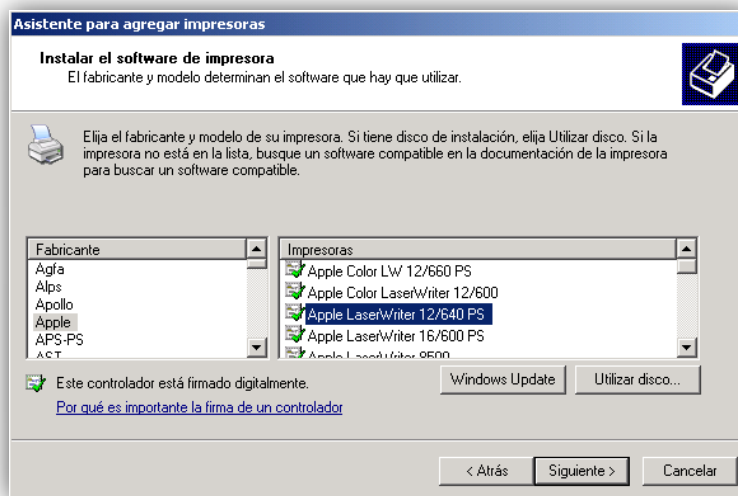 Asistente para agregar impresoras
Instalar el software de impresora
El fabricante y modelo determinan el software que hay que utilizar.
Elija el fabricante y modelo de su impresora. Si tiene disco de instalación, elija Utilizar disco. Si la
impresora no está en la lista, busque un software compatible en la documentación de la impresora
para buscar un software compatible.
Fabricante
Agfa
Alps
Apollo
Apple
APS-PS
AST
Impresoras
Apple Color LW 12/660 PS
Apple Color LaserWriter 12/600
Apple LaserWriter 12/640 PS
Apple LaserWriter 16/600 PS
Apple LaserWriter 8500
Este controlador está firmado digitalmente.
Por qué es importante la firma de un controlador
Windows Update
Utilizar disco...
< Atrás
Siguiente >
Cancelar